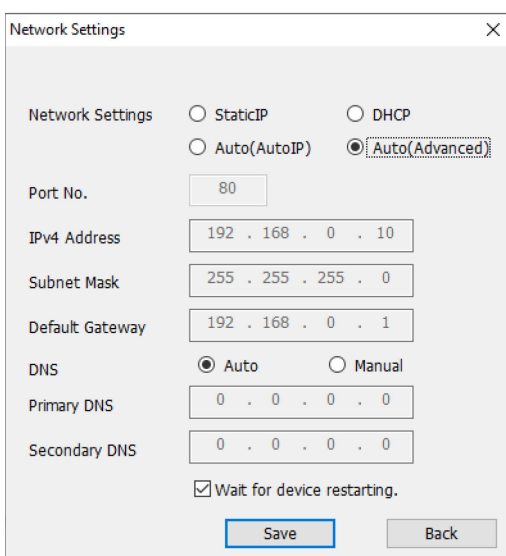 Network Settings
Network Settings StaticIP DHCP
Auto(AutoIP) Auto(Advanced)
Port No. 80
IPv4 Address 192 . 168 . 0 . 10
Subnet Mask 255 . 255 . 255 . 0
Default Gateway 192 . 168 . 0 . 1
DNS Auto Manual
Primary DNS 0 . 0 . 0 . 0
Secondary DNS 0 . 0 . 0 . 0
Wait for device restarting.
Save Back